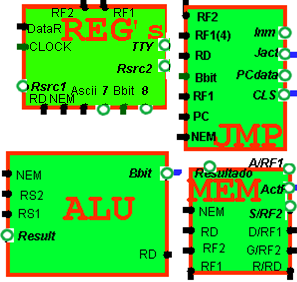 RF2 RF1
REG's
DataR
CLOCK
TTY
Rsrc2
Rsrc1
RD NEM Ascii 7 Bbit 8
RF2
RF1(4)
RD
Bbit
RF1
PC
NEM
Imm
Jact
PCdata
CLS
JMP
NEM
RS2
RS1
Result
Bbit
ALU
RD
A/RF1
Resultado
MEM
Act
NEM
S/RF2
RD
D/RF1
RF2
G/RF2
RF1
R/RD